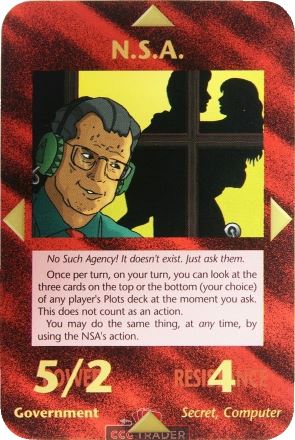 N.S.A.
No Such Agency! It doesn't exist. Just ask them.
Once per turn, on your turn, you can look at the
three cards on the top or the bottom (your choice)
of any player's Plots deck at the moment you ask.
This does not count as an action.
You may do the same thing, at any time, by
using the NSA's action.
POWER
5/2
RESISTANCE
4
Government
Secret, Computer
CCGTRADER